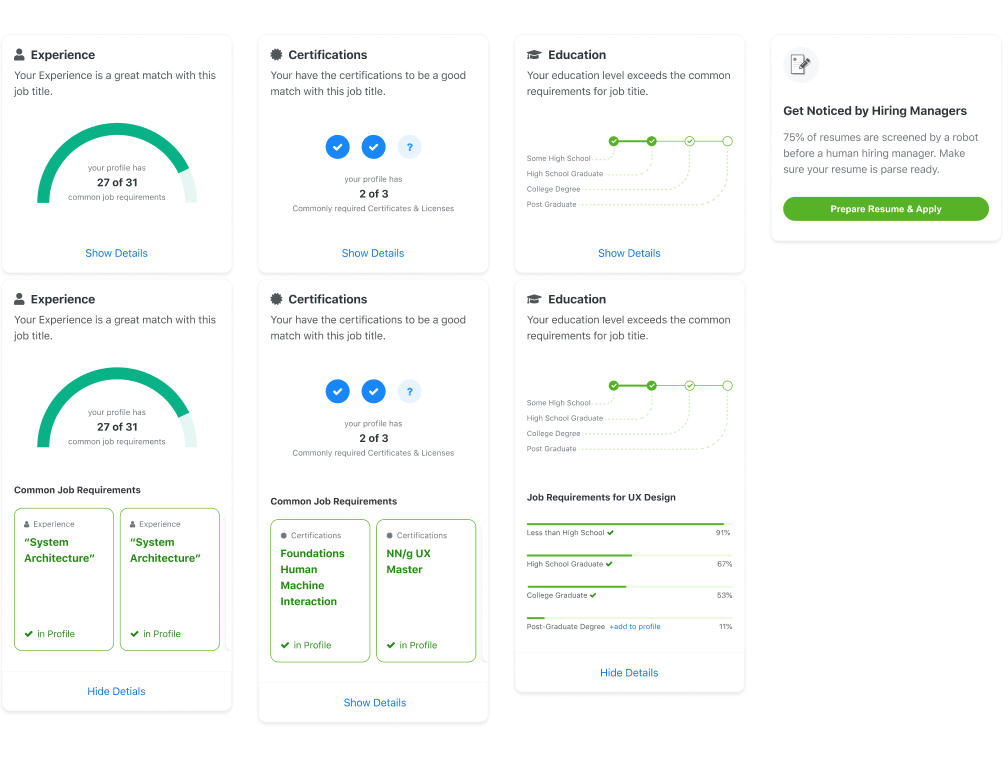 Experience
Your Experience is a great match with this
job title.
your profile has
27 of 31
common job requirements
Show Details
Certifications
Your have the certifications to be a good
match with this job title.
?
your profile has
2 of 3
Commonly required Certificates & Licenses
Show Details
Education
Your education level exceeds the common
requirements for job titie.
Some High School
High School Graduate
College Degree
Post Graduate
Show Details
Get Noticed by Hiring Managers
75% of resumes are screened by a robot
before a human hiring manager. Make
sure your resume is parse ready.
Prepare Resume & Apply
Experience
Your Experience is a great match with this
job title.
your profile has
27 of 31
common job requirements
Common Job Requirements
Experience
“System
Architecture”
in Profile
Experience
“System
Architecture”
in Profile
Hide Details
Certifications
Your have the certifications to be a good
match with this job title.
?
your profile has
2 of 3
Commonly required Certificates & Licenses
Common Job Requirements
Certifications
Foundations
Human
Machine
Interaction
in Profile
Certifications
NN/g UX
Master
in Profile
Show Details
Education
Your education level exceeds the common
requirements for job titie.
Some High School
High School Graduate
College Degree
Post Graduate
Job Requirements for UX Design
Less than High School 91%
High School Graduate 67%
College Graduate 53%
Post-Graduate Degree +add to profile 11%
Hide Details